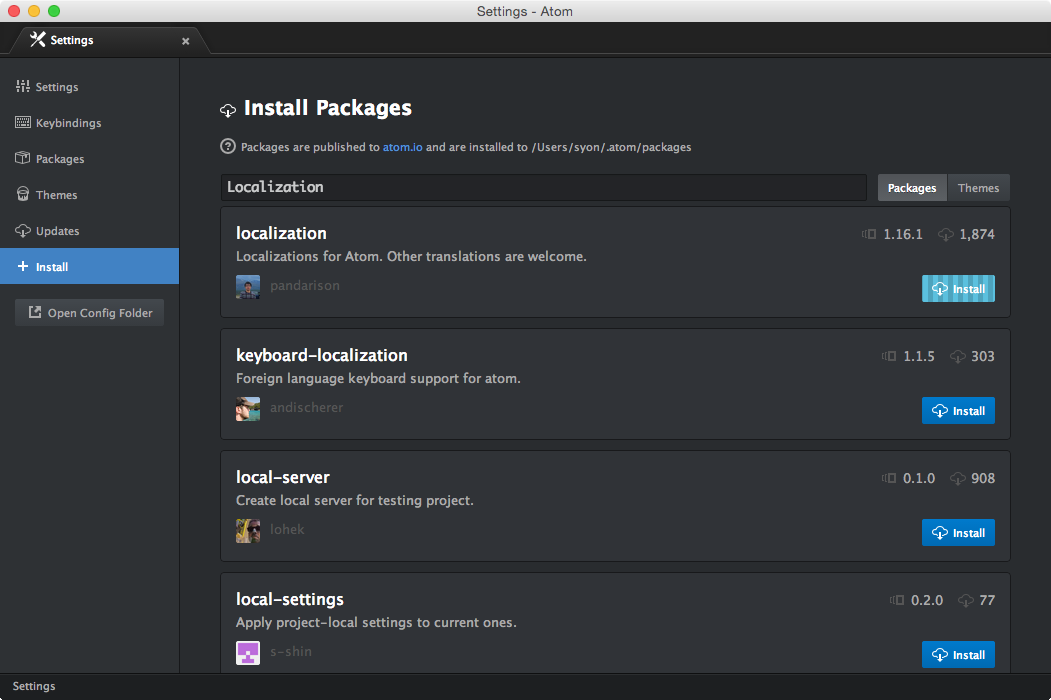 Settings - Atom
Settings
Settings
Keybindings
Packages
Themes
Updates
Install
Open Config Folder
Install Packages
Packages are published to atom.io and are installed to /Users/syon/.atom/packages
Localization
Packages Themes
localization 1.16.1 1,874
Localizations for Atom. Other translations are welcome.
pandarison
Install
keyboard-localization 1.1.5 303
Foreign language keyboard support for atom.
andischerer
Install
local-server 0.1.0 908
Create local server for testing project.
lohek
Install
local-settings 0.2.0 77
Apply project-local settings to current ones.
s-shin
Install
Settings